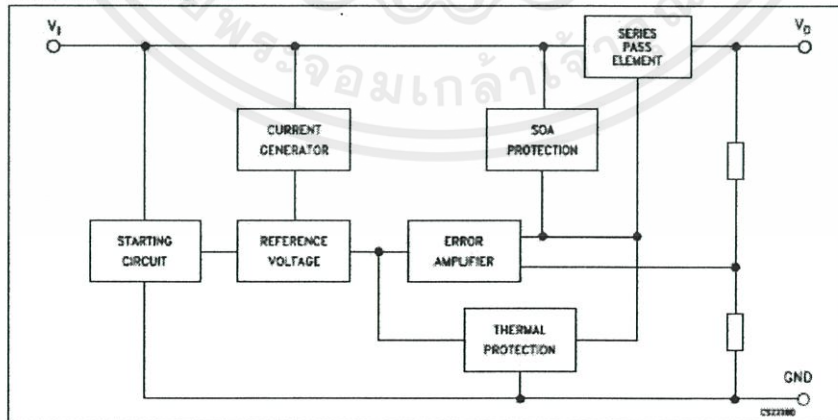 VI
VO
SERIES
PASS
ELEMENT
CURRENT
GENERATOR
SOA
PROTECTION
STARTING
CIRCUIT
REFERENCE
VOLTAGE
ERROR
AMPLIFIER
THERMAL
PROTECTION
GND